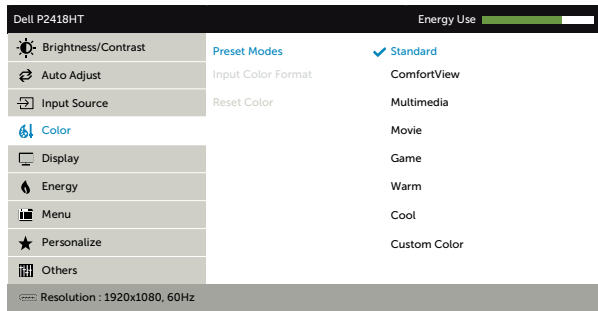 Dell P2418HT Energy Use
Brightness/Contrast Preset Modes Standard
Auto Adjust Input Color Format ComfortView
Input Source Reset Color Multimedia
Color Movie
Display Game
Energy Warm
Menu Cool
Personalize Custom Color
Others
Resolution : 1920x1080, 60Hz